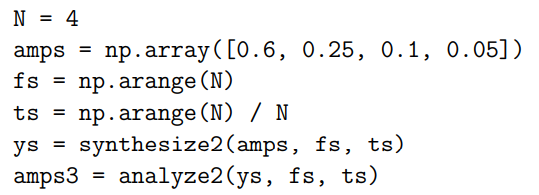 N = 4
amps = np.array([0.6, 0.25, 0.1, 0.05])
fs = np.arange(N)
ts = np.arange(N) / N
ys = synthesize2(amps, fs, ts)
amps3 = analyze2(ys, fs, ts)